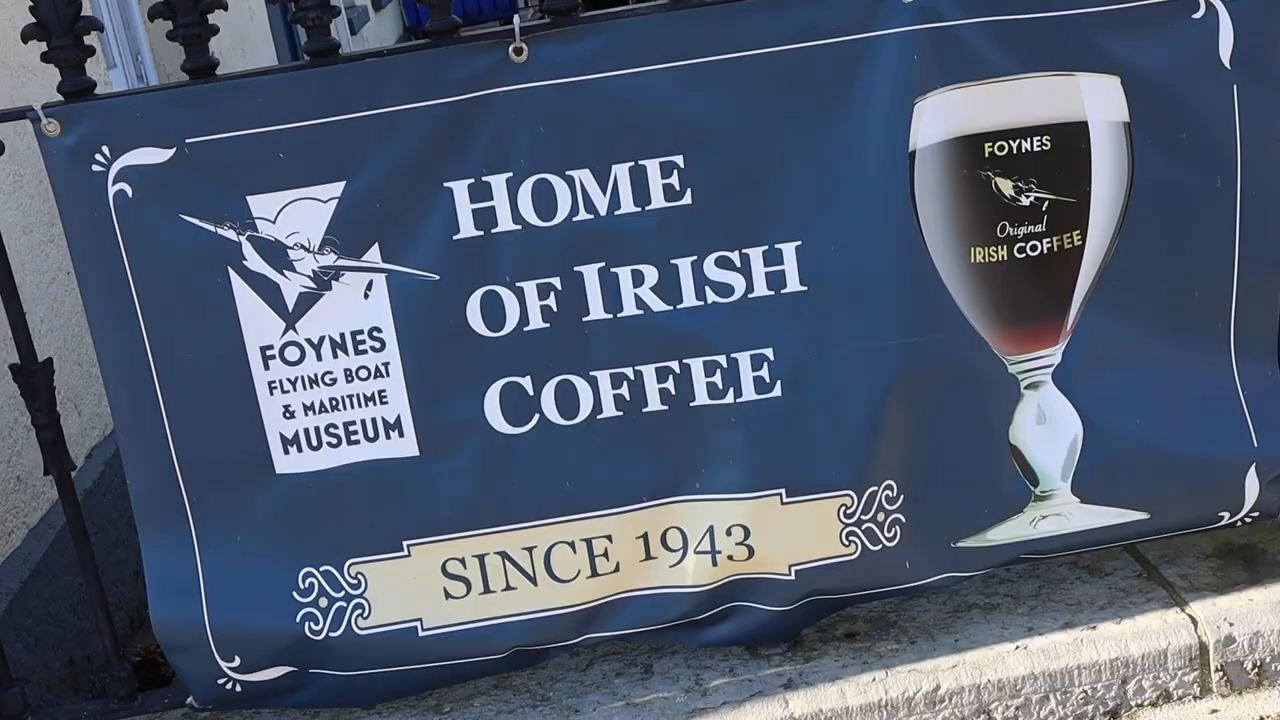 HOME
OF IRISH
COFFEE
FOYNES
FLYING BOAT
& MARITIME
MUSEUM
SINCE 1943
FOYNES
Original
IRISH COFFEE